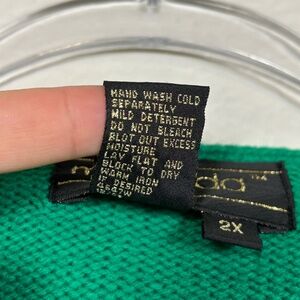 HAND WASH COLD
SEPARATELY
MILD DETERGENT
DO NOT BLEACH
BLOT OUT EXCESS
MOISTURE
LAY FLAT AND
BLOCK TO DRY
WARM IRON
IF DESIRED
da™
2X